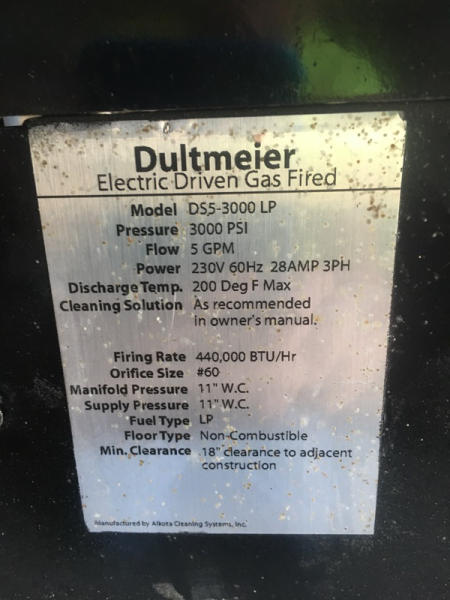 Dultmeier
Electric Driven Gas Fired
Model DS5-3000 LP
Pressure 3000 PSI
Flow 5 GPM
Power 230V 60Hz 28AMP 3PH
Discharge Temp. 200 Deg F Max
Cleaning Solution As recommended
in owner's manual.
Firing Rate 440,000 BTU/Hr
Orifice Size #60
Manifold Pressure 11" W.C.
Supply Pressure 11" W.C.
Fuel Type LP
Floor Type Non-Combustible
Min. Clearance 18" clearance to adjacent
construction
Manufactured by Alkota Cleaning Systems, Inc.